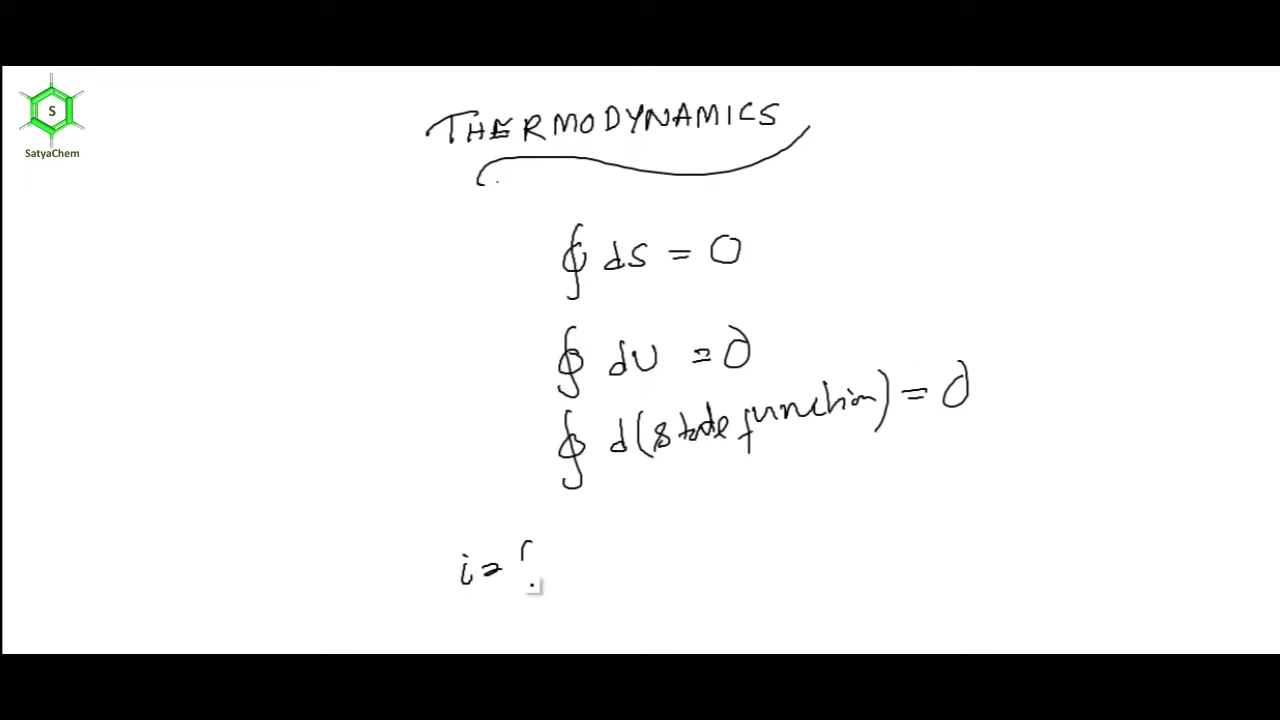 S
SatyaChem
THERMODYNAMICS
∮ dS = 0
∮ dU = 0
∮ d(state function) = 0
i =